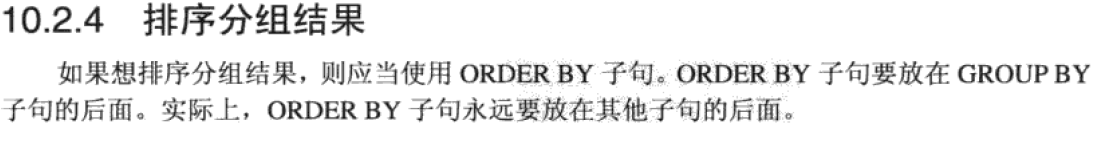 10.2.4 排序分组结果
如果想排序分组结果，则应当使用 ORDER BY 子句。ORDER BY 子句要放在 GROUP BY
子句的后面。实际上，ORDER BY 子句永远要放在其他子句的后面。